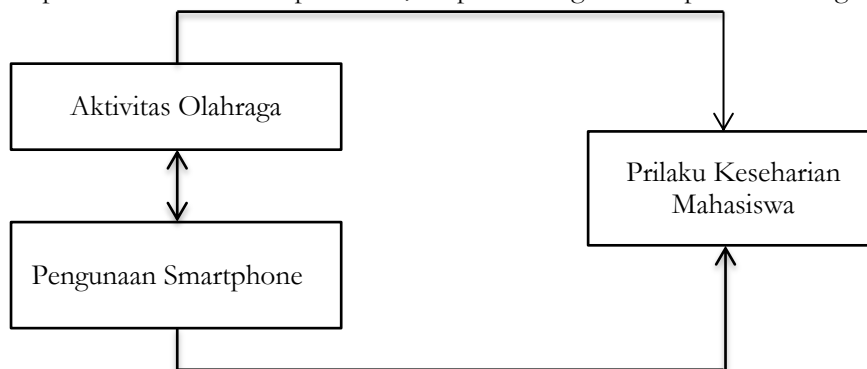 Aktivitas Olahraga
Prilaku Keseharian
Mahasiswa
Pengunaan Smartphone